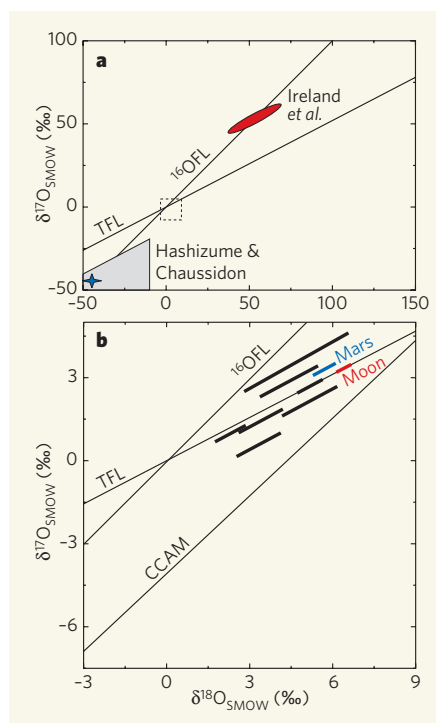 a
100
50
0
-50
δ17OSMOW (‰)
Ireland
et al.
16OFL
TFL
Hashizume &
Chaussidon
-50 0 50 100 150
b
3
0
-3
-6
δ17OSMOW (‰)
16OFL
Mars
Moon
TFL
CCAM
-3 0 3 6 9
δ18OSMOW (‰)